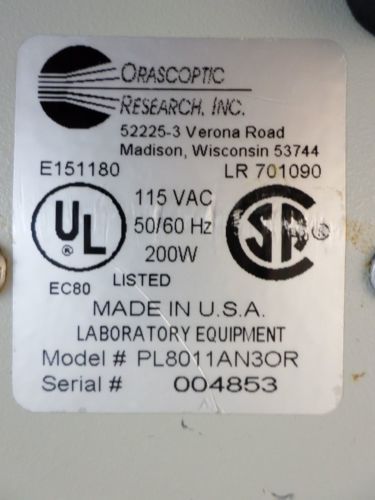 ORASCOPTIC
RESEARCH, INC.
52225-3 Verona Road
Madison, Wisconsin 53744
E151180 LR 701090
UL ® 115 VAC SA ®
50/60 Hz
200W
EC80 LISTED
MADE IN U.S.A.
LABORATORY EQUIPMENT
Model # PL8011AN3OR
Serial # 004853